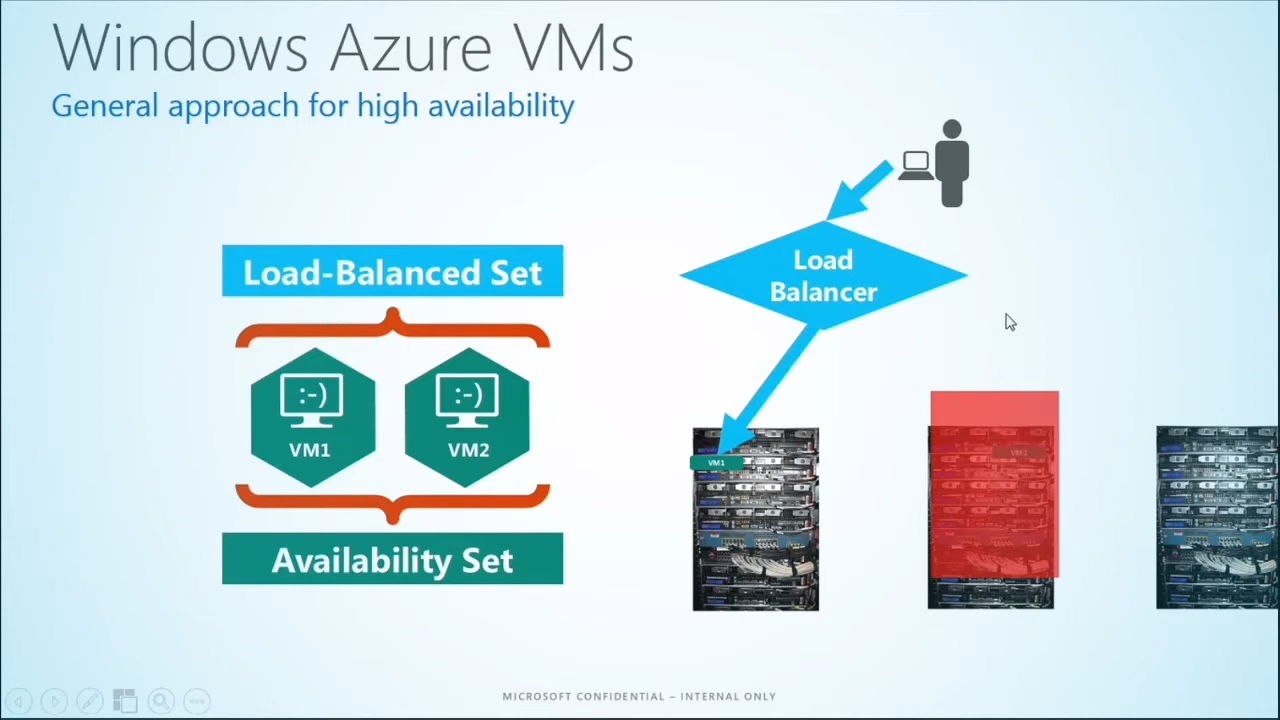 Windows Azure VMs
General approach for high availability
Load
Balancer
Load-Balanced Set
:-)
VM1
:-)
VM2
Availability Set
VM1
MICROSOFT CONFIDENTIAL – INTERNAL ONLY